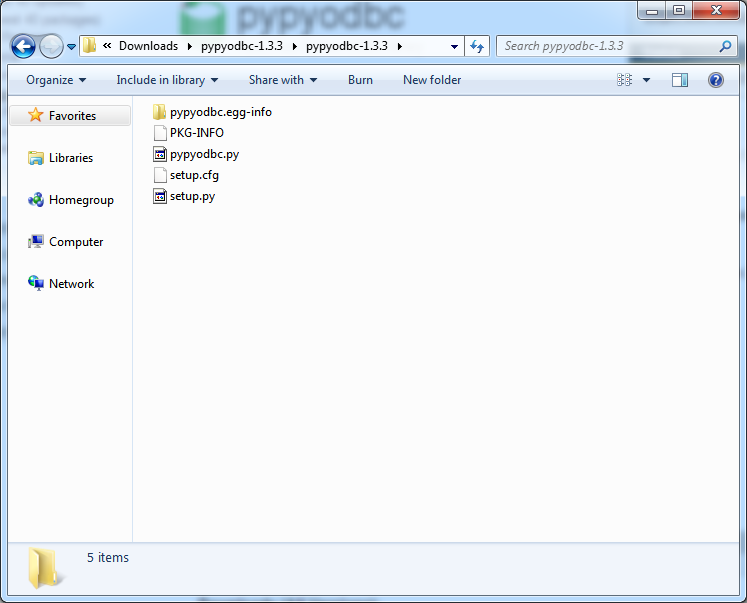 pypyodbc
« Downloads pypyodbc-1.3.3 pypyodbc-1.3.3
Search pypyodbc-1.3.3
Organize Include in library Share with Burn New folder
Favorites
Libraries
Homegroup
Computer
Network
pypyodbc.egg-info
PKG-INFO
pypyodbc.py
setup.cfg
setup.py
5 items